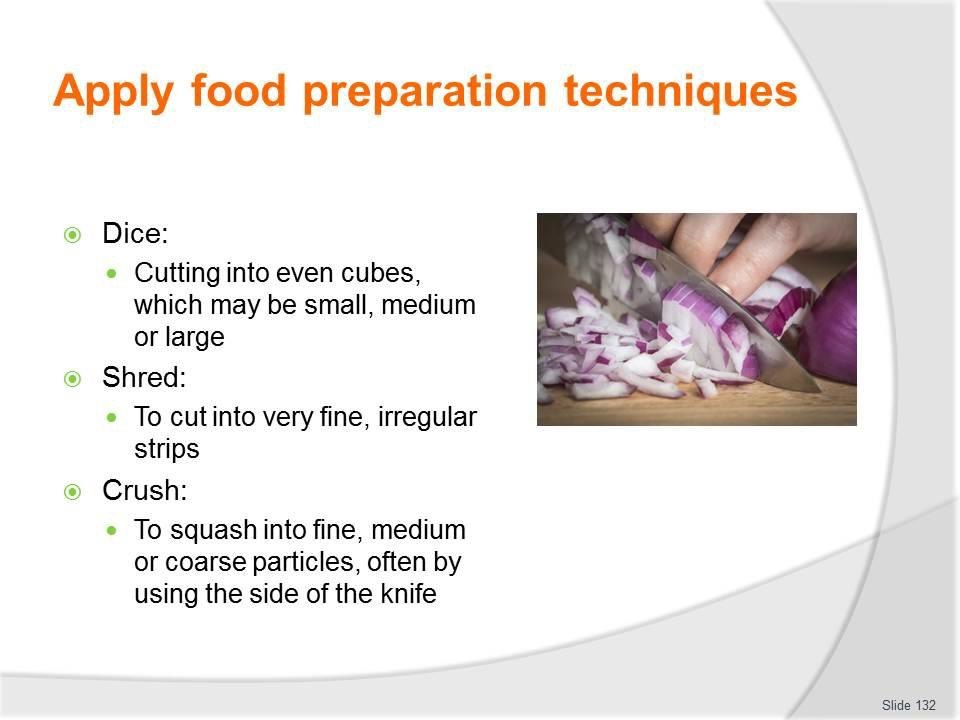 Apply food preparation techniques
Dice:
Cutting into even cubes,
which may be small, medium
or large
Shred:
To cut into very fine, irregular
strips
Crush:
To squash into fine, medium
or coarse particles, often by
using the side of the knife
Slide 132